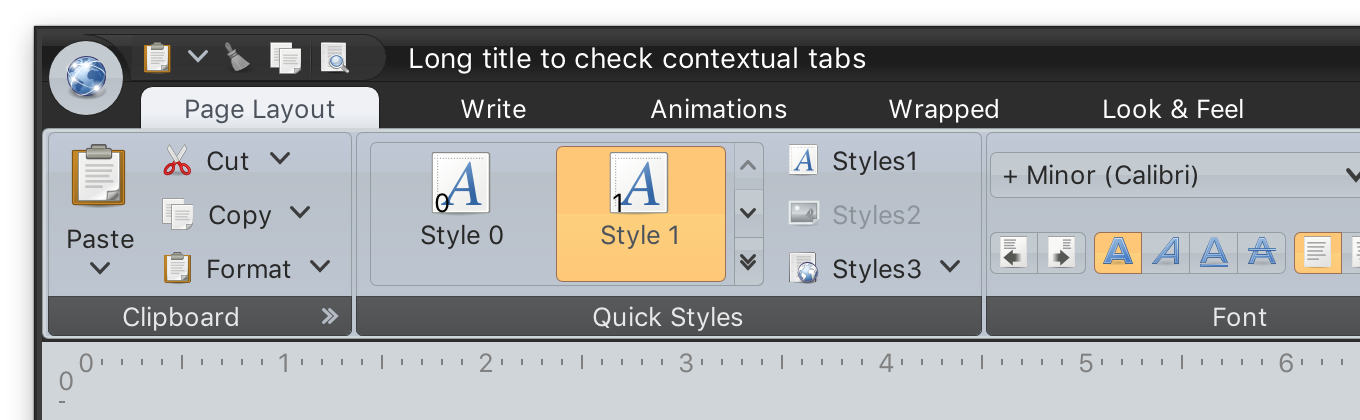 Long title to check contextual tabs
Page Layout Write Animations Wrapped Look & Feel
Paste
Cut
Copy
Format
0 Style 0
1 Style 1
Styles1
Styles2
Styles3
+ Minor (Calibri)
A A A A
Clipboard Quick Styles Font
0 1 2 3 4 5 6
0